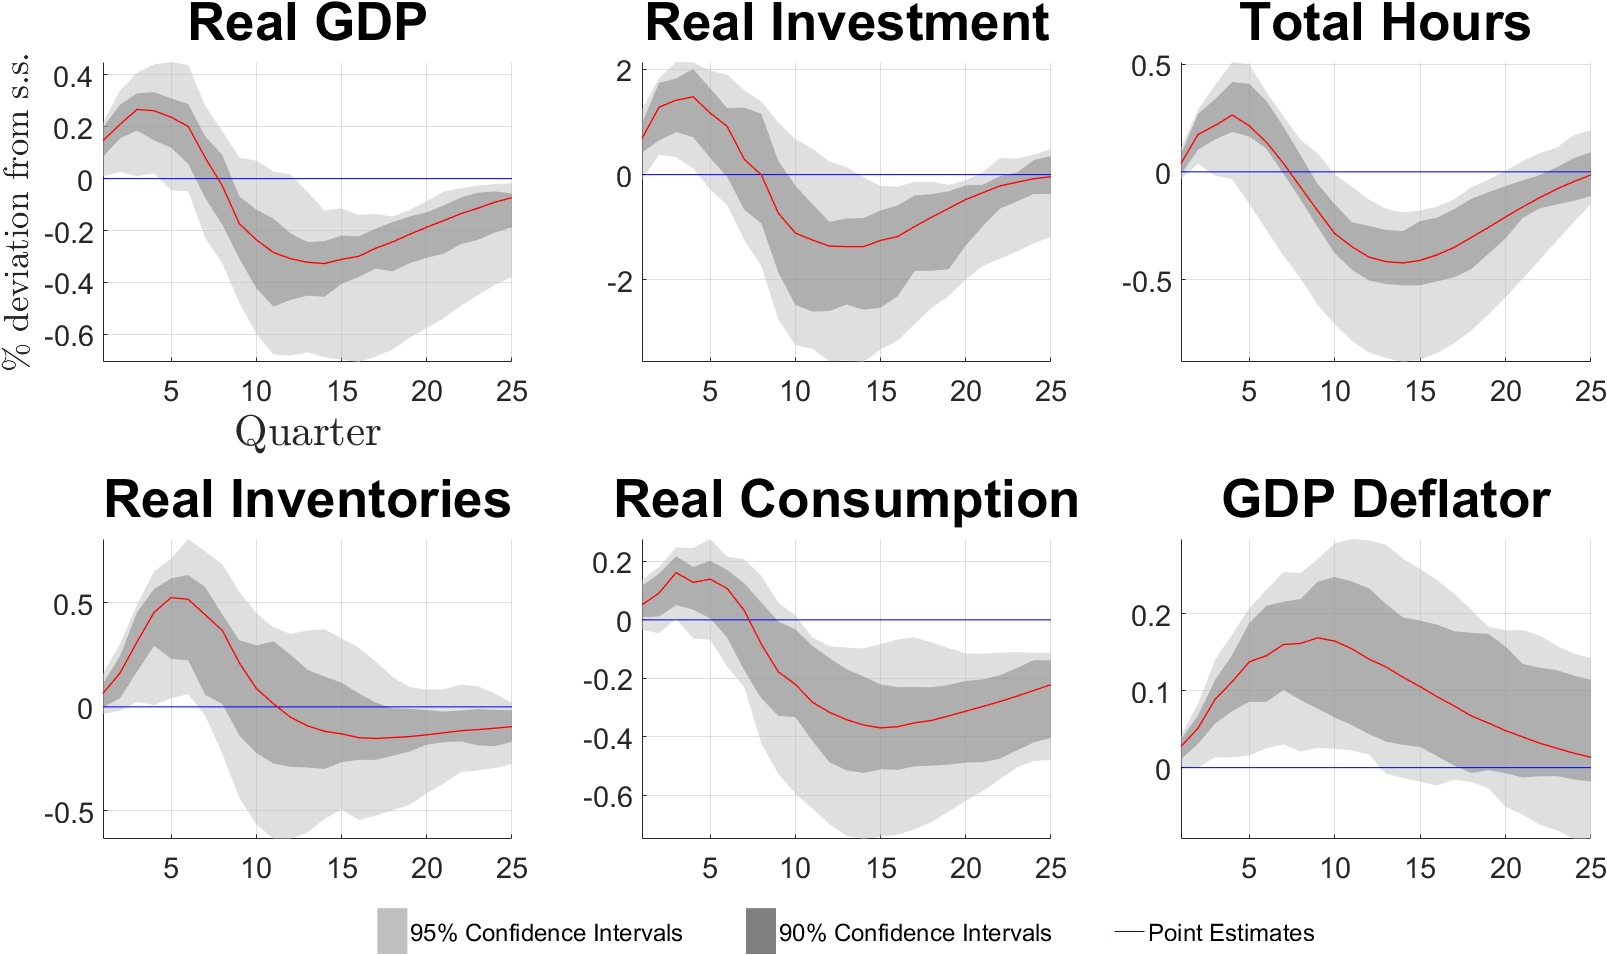 Real GDP
Real Investment
Total Hours
% deviation from s.s.
0.4
0.2
0
-0.2
-0.4
-0.6
5 10 15 20 25
Quarter
2
0
-2
5 10 15 20 25
0.5
0
-0.5
5 10 15 20 25
Real Inventories
Real Consumption
GDP Deflator
0.5
0
-0.5
5 10 15 20 25
0.2
0
-0.2
-0.4
-0.6
5 10 15 20 25
0.2
0.1
0
5 10 15 20 25
95% Confidence Intervals
90% Confidence Intervals
Point Estimates